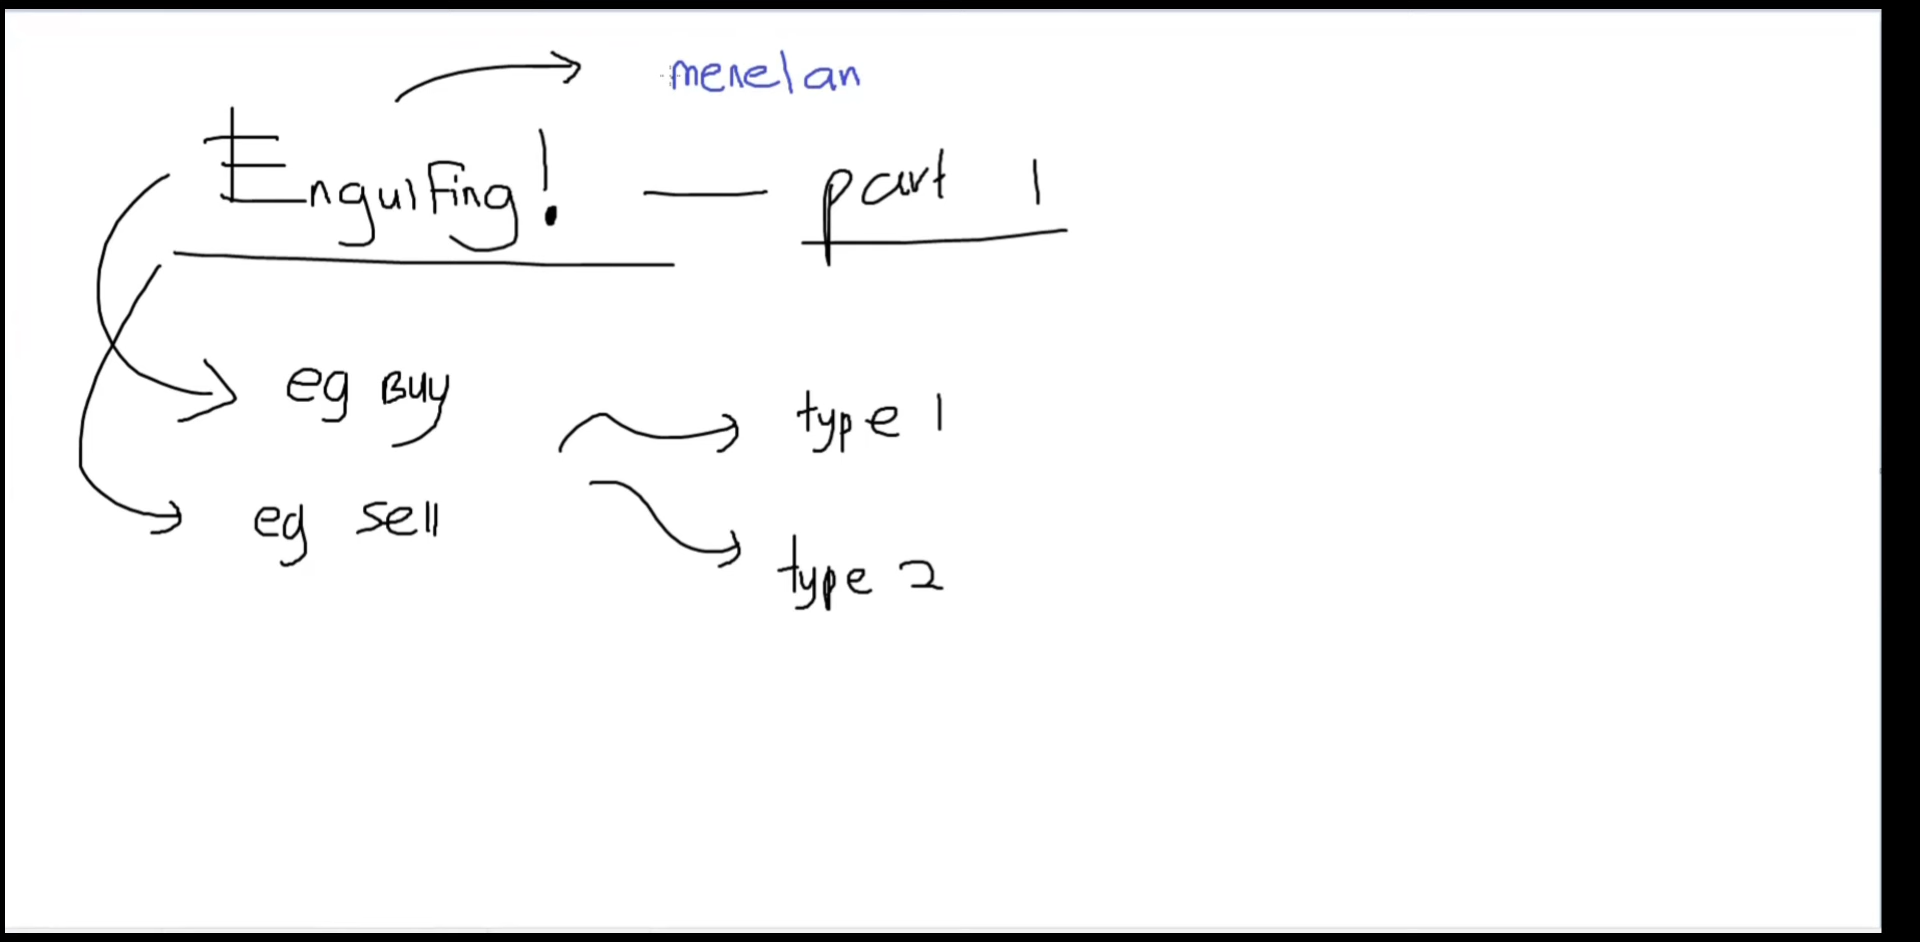 menelan
Engulfing! — part 1
eg Buy
type 1
eg sell
type 2